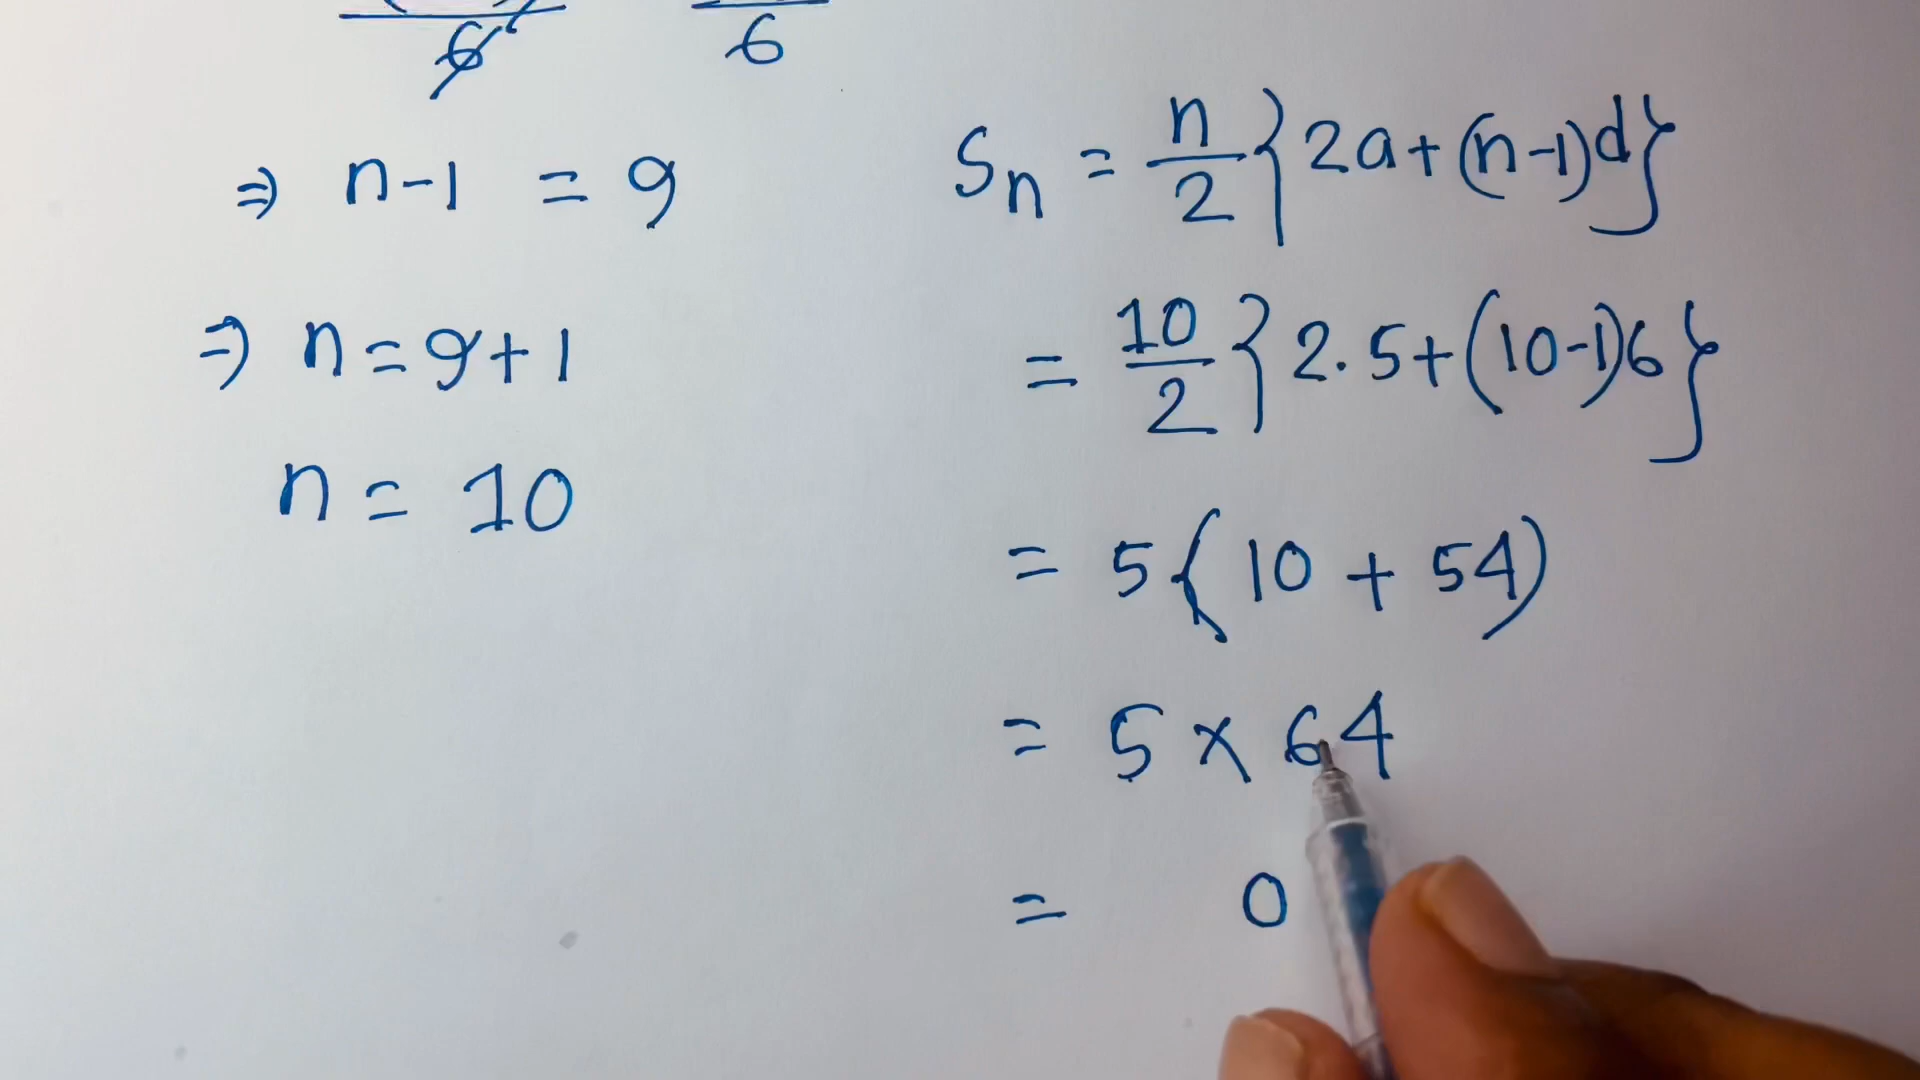 6 6
⇒ n-1 = 9
⇒ n = 9+1
n = 10
Sn = n/2 {2a+(n-1)d}
= 10/2 {2.5+(10-1)6}
= 5(10 + 54)
= 5 × 64
= 0